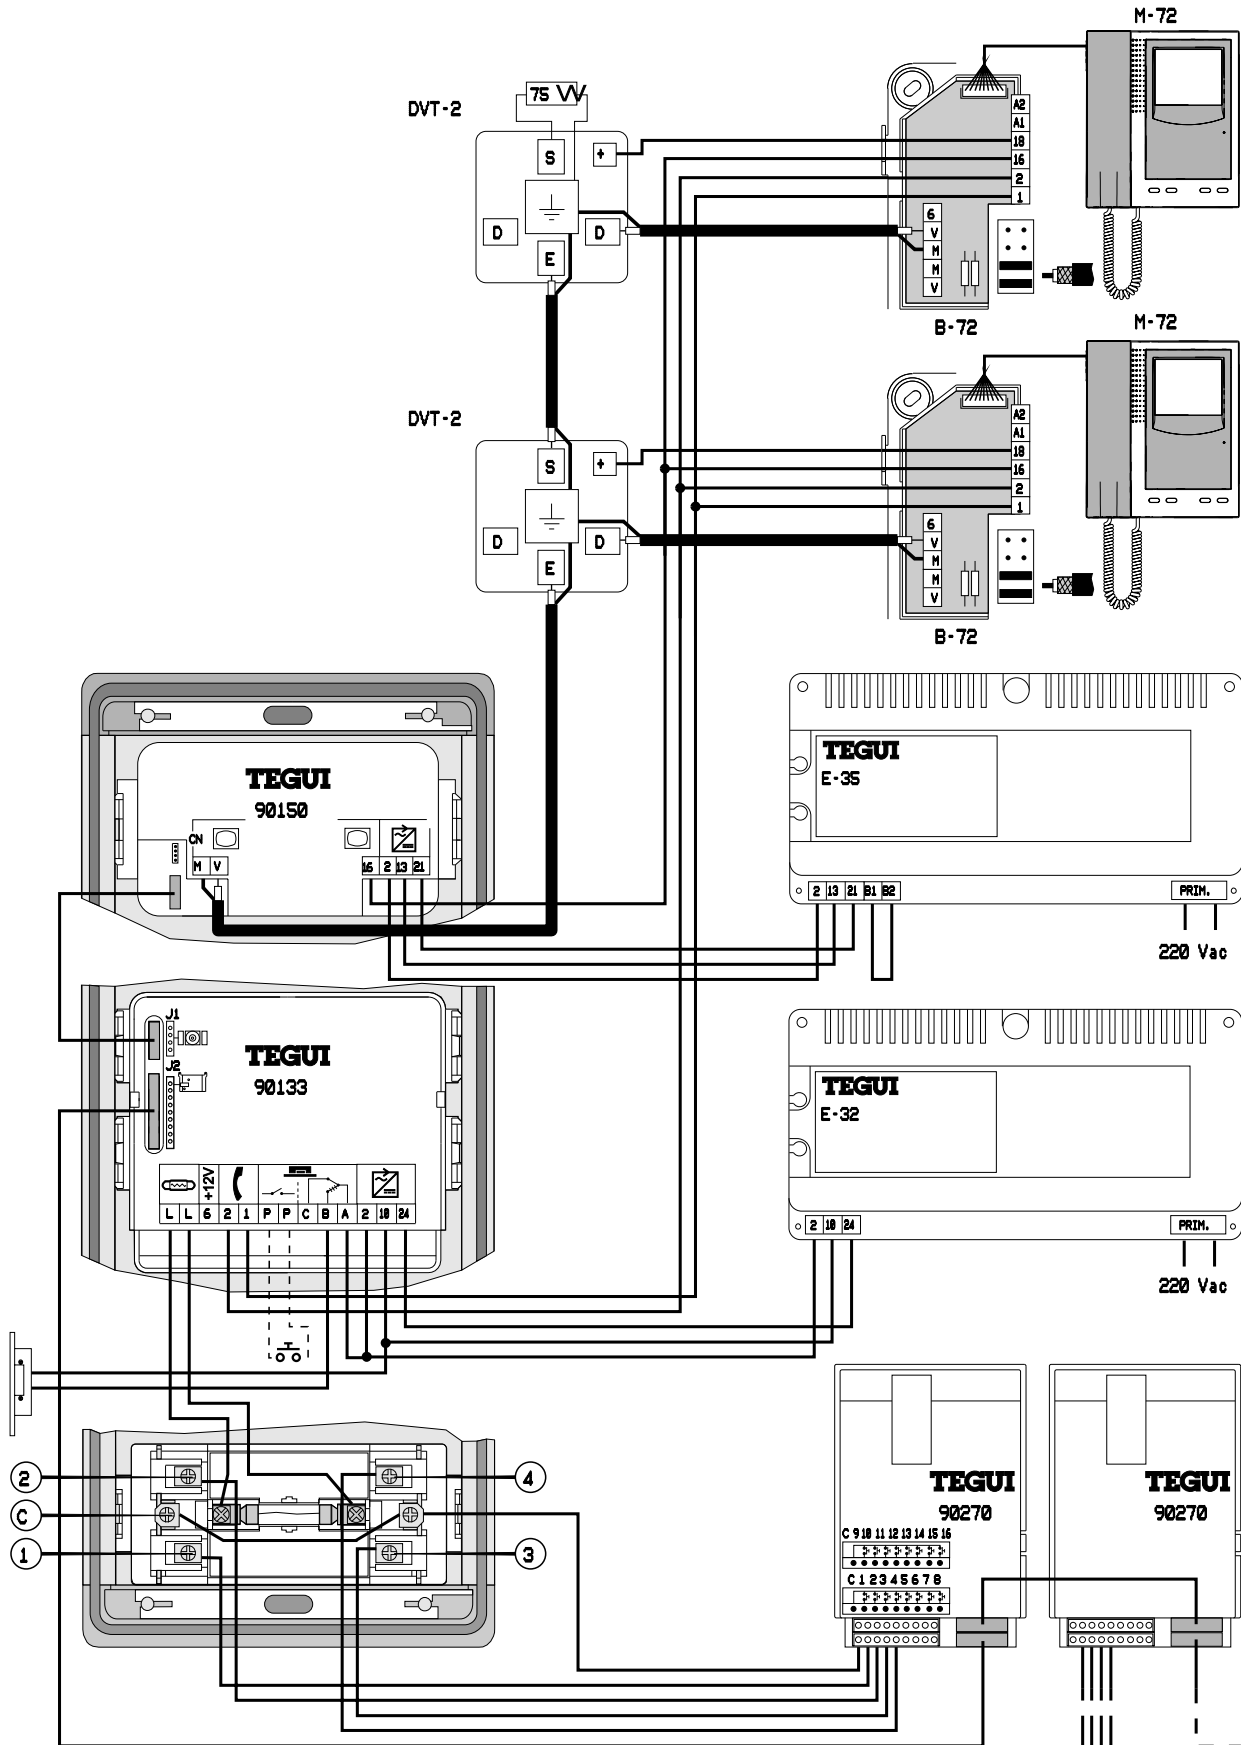 M-72
DVT-2
75
S
+
D
D
E
A2
A1
18
16
2
1
6
V
M
M
V
B-72
M-72
DVT-2
S
+
D
D
E
A2
A1
18
16
2
1
6
V
M
M
V
B-72
TEGUI
90150
CN
M V
16 2 13 21
TEGUI
E-35
2 13 21 B1 B2
PRIM.
220 Vac
J1
J2
TEGUI
90133
+12V
L L 6 2 1 P P C B A 2 18 24
TEGUI
E-32
2 18 24
PRIM.
220 Vac
2
C
1
4
3
TEGUI
90270
C 9 10 11 12 13 14 15 16
C 1 2 3 4 5 6 7 8
TEGUI
90270